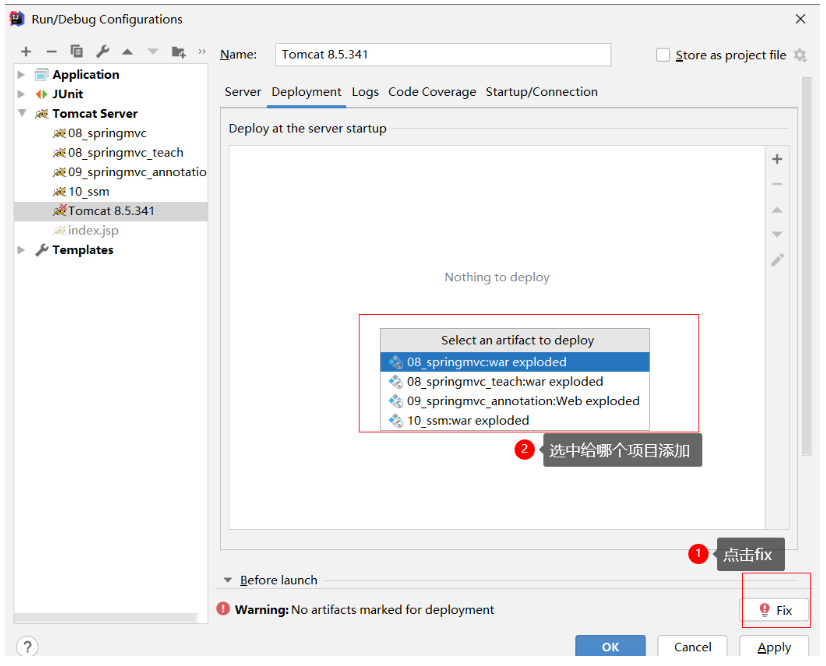 Run/Debug Configurations
Name:
Tomcat 8.5.341
Store as project file
Application
JUnit
Tomcat Server
08_springmvc
08_springmvc_teach
09_springmvc_annotatio
10_ssm
Tomcat 8.5.341
index.jsp
Templates
Server Deployment Logs Code Coverage Startup/Connection
Deploy at the server startup
Nothing to deploy
Select an artifact to deploy
08_springmvc:war exploded
08_springmvc_teach:war exploded
09_springmvc_annotation:Web exploded
10_ssm:war exploded
2 选中给哪个项目添加
1 点击fix
Before launch
Warning: No artifacts marked for deployment
Fix
? OK Cancel Apply